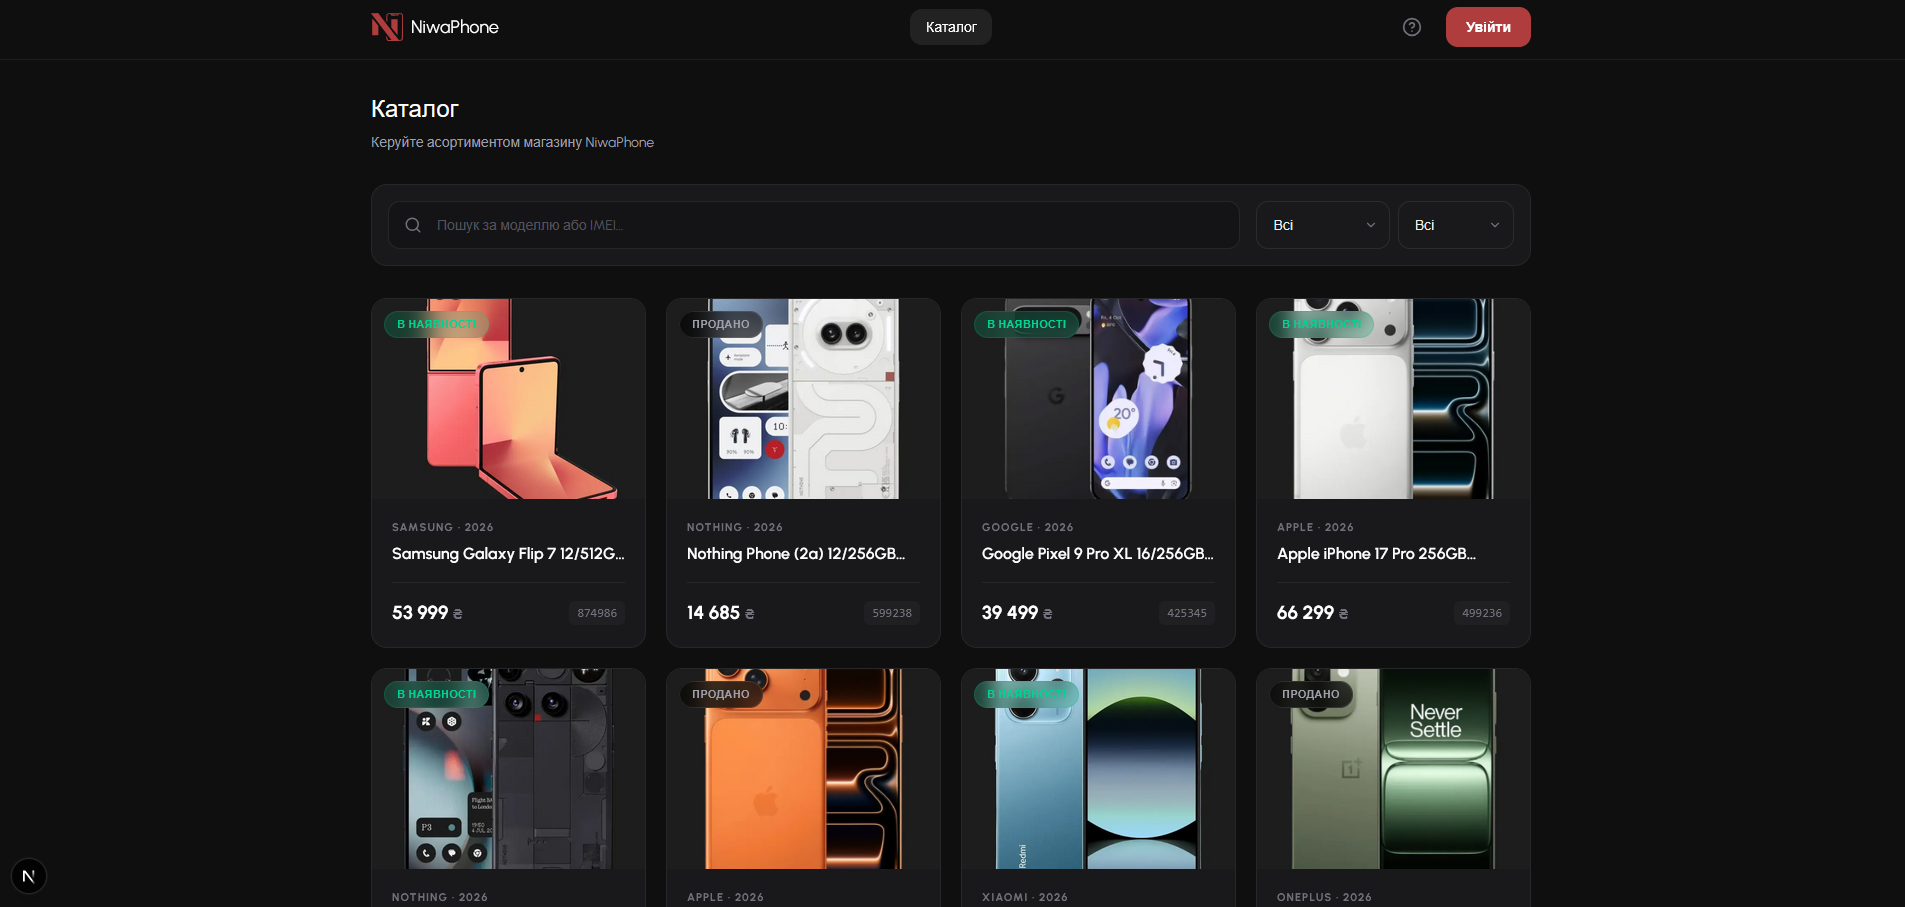 NiwaPhone
Каталог
Увійти
Каталог
Керуйте асортиментом магазину NiwaPhone
Пошук за моделлю або IMEI...
Всі
Всі
В НАЯВНОСТІ
ПРОДАНО
В НАЯВНОСТІ
В НАЯВНОСТІ
10:
20°
SAMSUNG · 2026
Samsung Galaxy Flip 7 12/512G...
53 999 ₴
874986
NOTHING · 2026
Nothing Phone (2a) 12/256GB...
14 685 ₴
599238
GOOGLE · 2026
Google Pixel 9 Pro XL 16/256GB...
39 499 ₴
425345
APPLE · 2026
Apple iPhone 17 Pro 256GB...
66 299 ₴
499236
В НАЯВНОСТІ
ПРОДАНО
В НАЯВНОСТІ
ПРОДАНО
P3
Redmi
Never
Settle
NOTHING · 2026
APPLE · 2026
XIAOMI · 2026
ONEPLUS · 2026